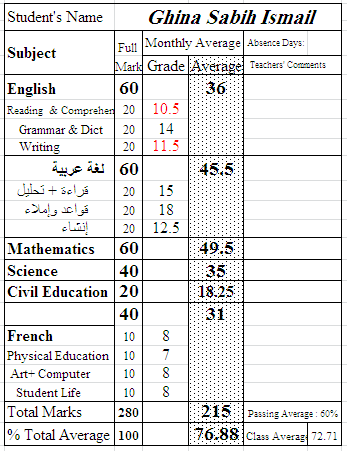 Student's Name Ghina Sabih Ismail
Subject Full Mark Monthly Average Absence Days:
Grade Average Teachers' Comments
English 60 36
Reading & Comprehen 20 10.5
Grammar & Dict 20 14
Writing 20 11.5
لغة عربية 60 45.5
قراءة + تحليل 20 15
قواعد وإملاء 20 18
إنشاء 20 12.5
Mathematics 60 49.5
Science 40 35
Civil Education 20 18.25
40 31
French 10 8
Physical Education 10 7
Art+ Computer 10 8
Student Life 10 8
Total Marks 280 215 Passing Average : 60%
% Total Average 100 76.88 Class Average 72.71